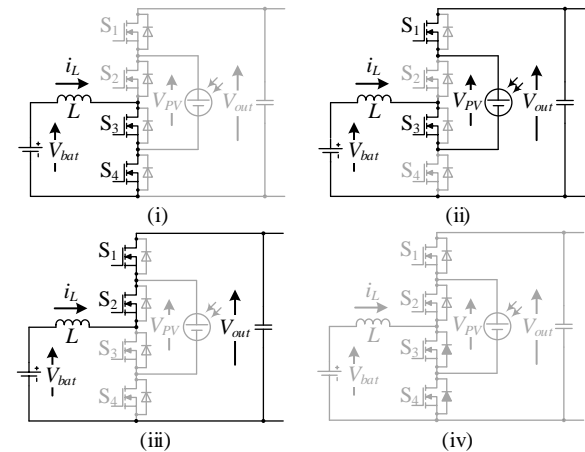 S1
S2
S3
S4
iL
L
Vbat
VPV
Vout
(i)
S1
S2
S3
S4
iL
L
Vbat
VPV
Vout
(ii)
S1
S2
S3
S4
iL
L
Vbat
VPV
Vout
(iii)
S1
S2
S3
S4
iL
L
Vbat
VPV
Vout
(iv)